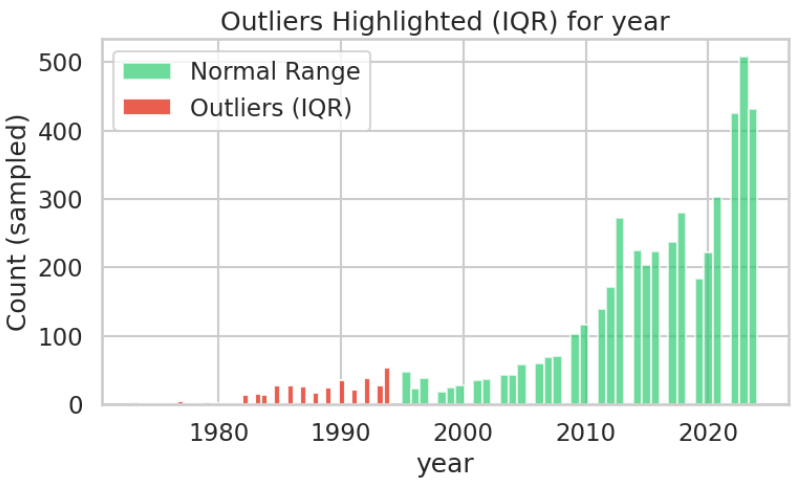 Outliers Highlighted (IQR) for year
Normal Range
Outliers (IQR)
Count (sampled)
500
400
300
200
100
0
1980 1990 2000 2010 2020
year